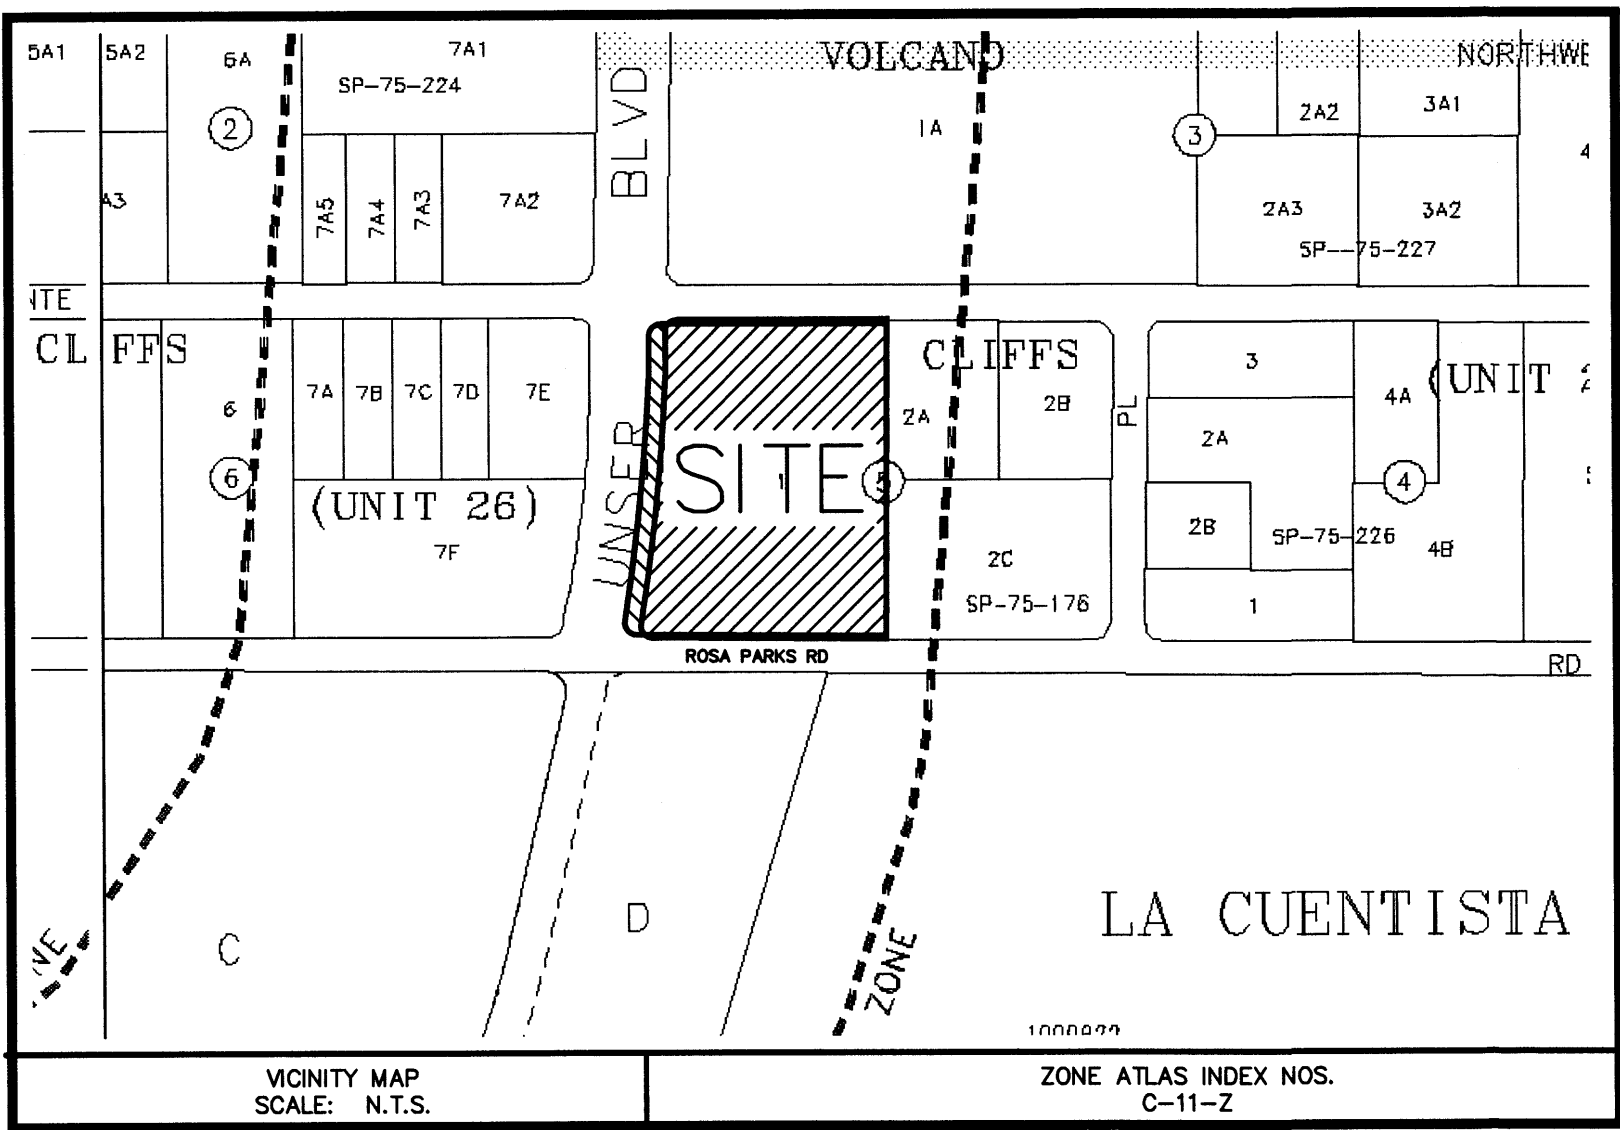 5A1
5A2
6A
7A1
VOLCANO
SP-75-224
BLVD
2
1A
3
2A2
3A1
4
A3
7A5
7A4
7A3
7A2
2A3
3A2
SP--75-227
CL FFS
CLIFFS
(UNIT
6
7A
7B
7C
7D
7E
UNSER
SITE
1
2A
2B
PL
3
4A
2A
6
5
4
(UNIT 26)
7F
2C
2B
SP-75-226
4B
SP-75-176
1
ROSA PARKS RD
RD
C
D
LA CUENTISTA
ZONE
VICINITY MAP
SCALE: N.T.S.
ZONE ATLAS INDEX NOS.
C-11-Z